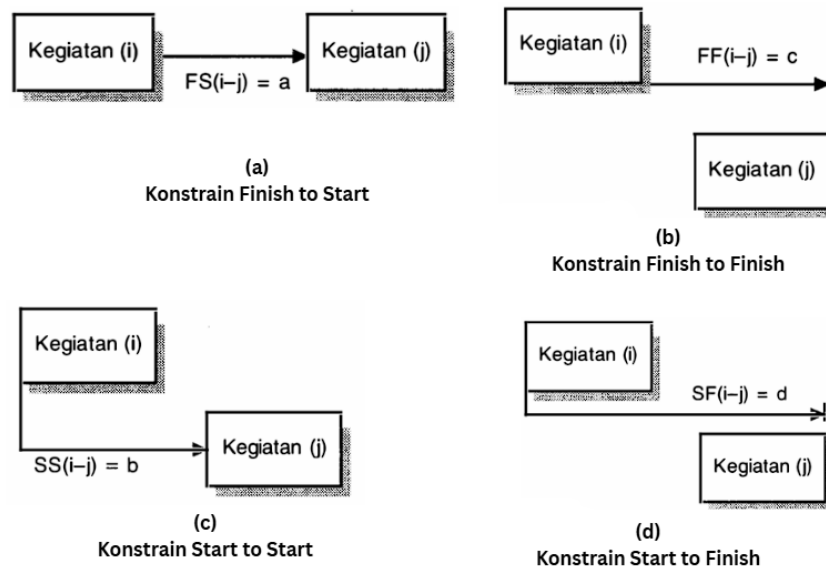 Kegiatan (i)
Kegiatan (j)
FS(i–j) = a
(a)
Konstrain Finish to Start
Kegiatan (i)
FF(i–j) = c
Kegiatan (j)
(b)
Konstrain Finish to Finish
Kegiatan (i)
Kegiatan (j)
SS(i–j) = b
(c)
Konstrain Start to Start
Kegiatan (i)
SF(i–j) = d
Kegiatan (j)
(d)
Konstrain Start to Finish